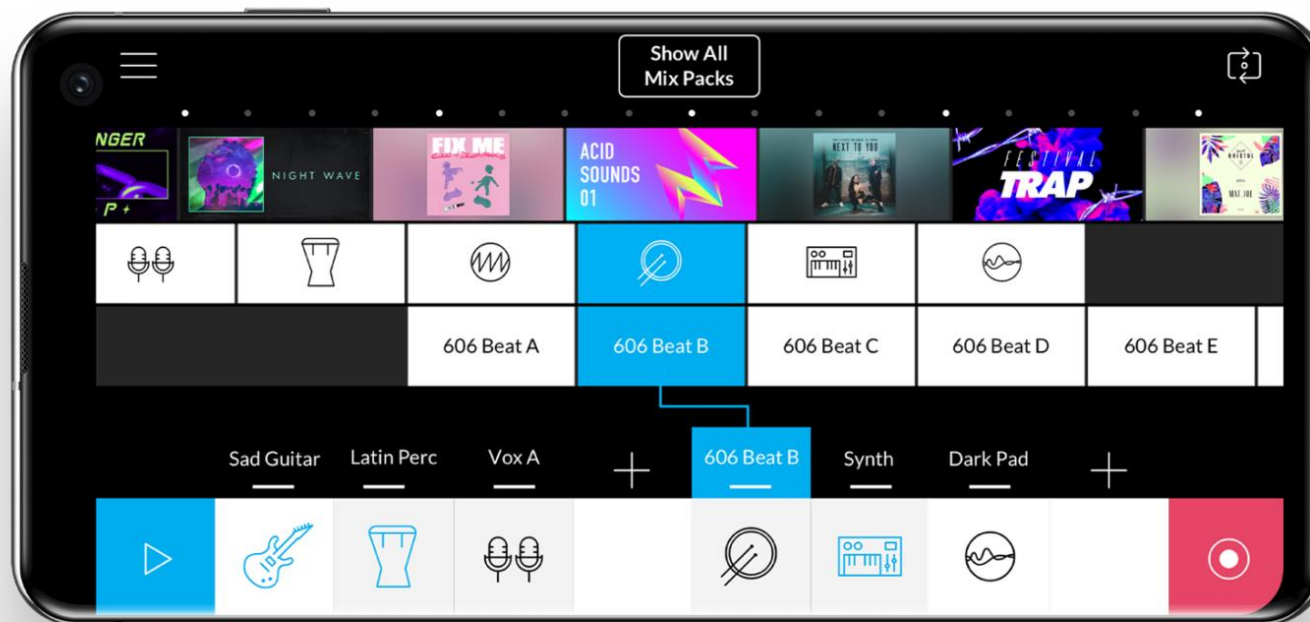 Show All
Mix Packs
NGER
P +
NIGHT WAVE
FIX ME
ACID
SOUNDS
01
NEXT TO YOU
FESTIVAL
TRAP
BRISTOL
606 Beat A
606 Beat B
606 Beat C
606 Beat D
606 Beat E
Sad Guitar
Latin Perc
Vox A
606 Beat B
Synth
Dark Pad